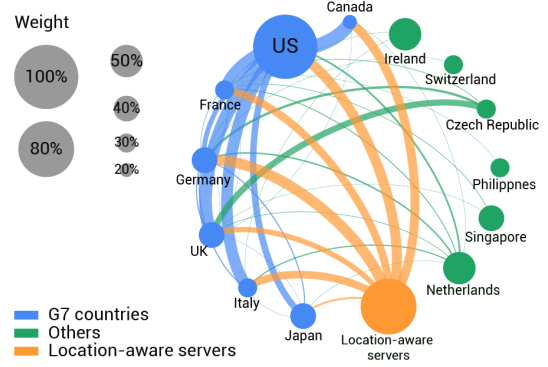 Weight
100%
80%
50%
40%
30%
20%
Canada
US
Ireland
Switzerland
France
Czech Republic
Germany
Philippnes
Singapore
UK
Netherlands
Italy
Japan
Location-aware
servers
G7 countries
Others
Location-aware servers